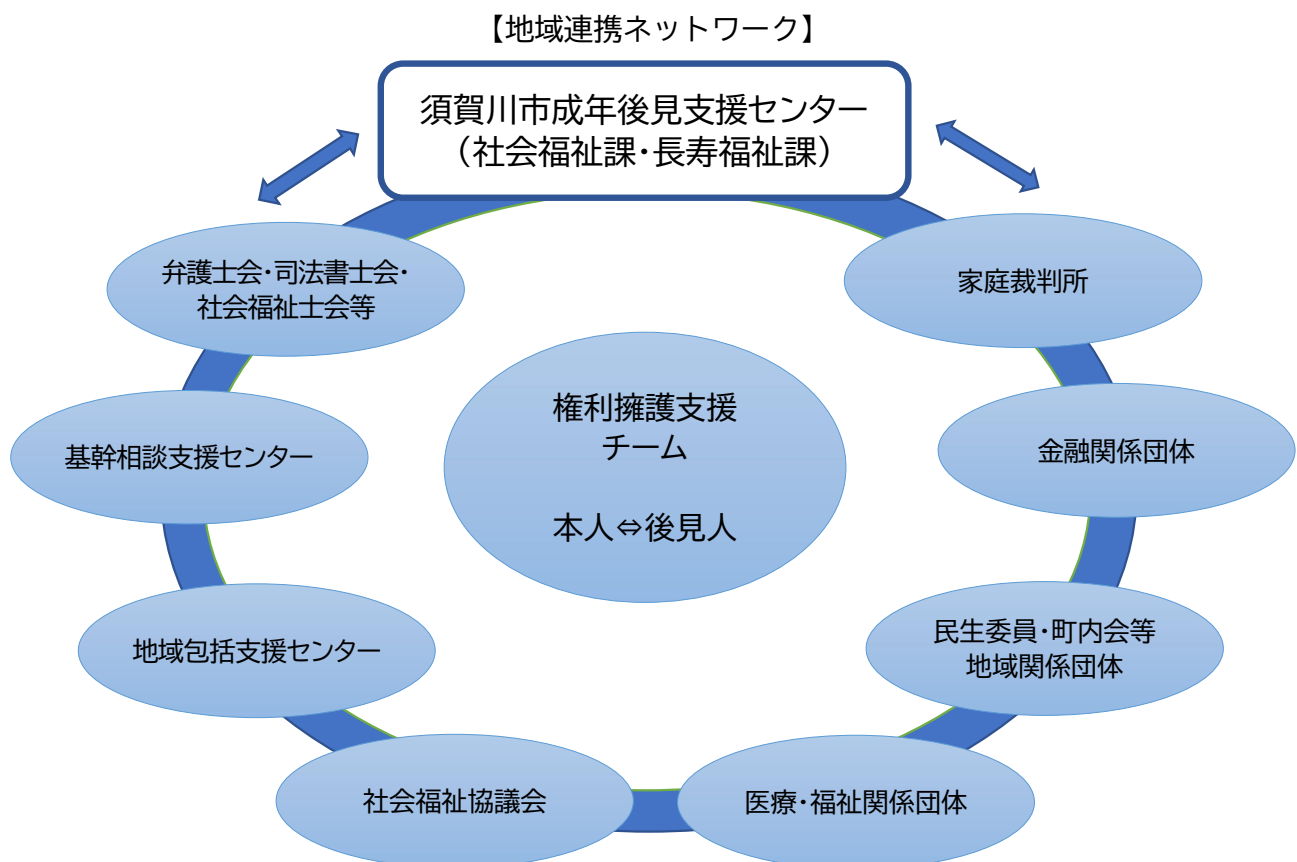 【地域連携ネットワーク】
須賀川市成年後見支援センター
（社会福祉課・長寿福祉課）
弁護士会・司法書士会・
社会福祉士会等
家庭裁判所
権利擁護支援
チーム
本人⇔後見人
基幹相談支援センター
金融関係団体
地域包括支援センター
民生委員・町内会等
地域関係団体
社会福祉協議会
医療・福祉関係団体